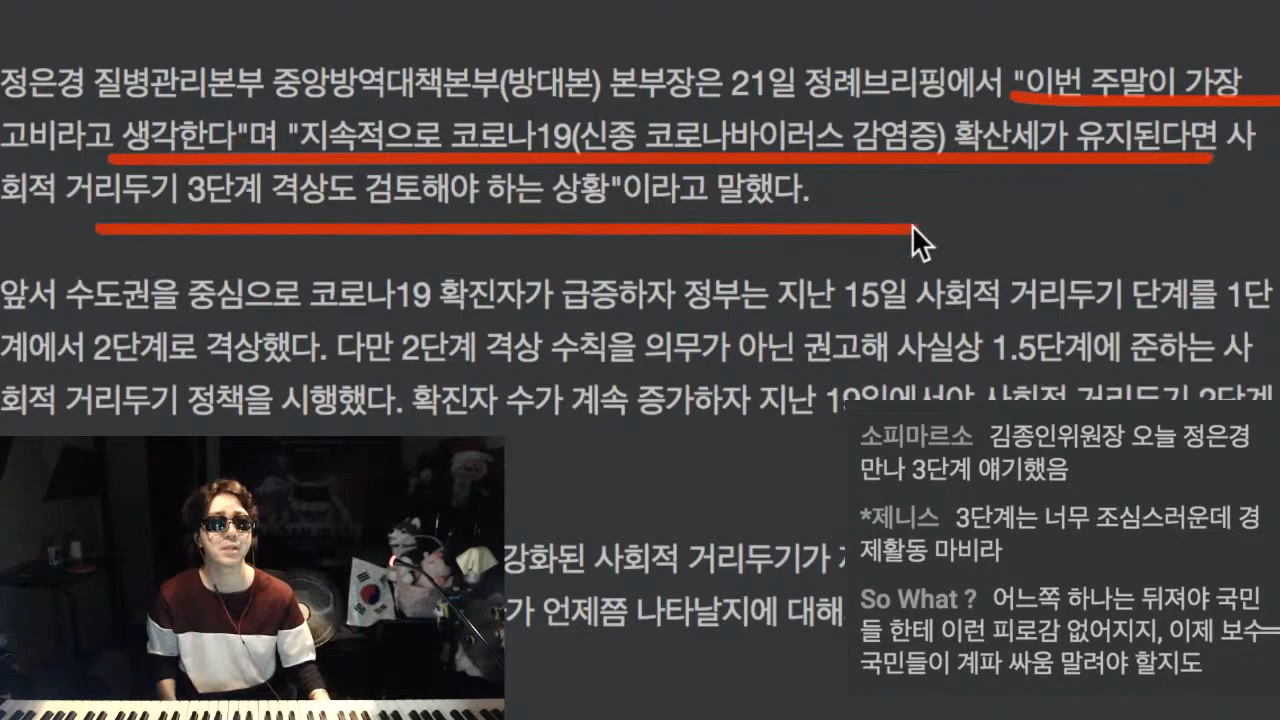 정은경 질병관리본부 중앙방역대책본부(방대본) 본부장은 21일 정례브리핑에서 "이번 주말이 가장
고비라고 생각한다"며 "지속적으로 코로나19(신종 코로나바이러스 감염증) 확산세가 유지된다면 사
회적 거리두기 3단계 격상도 검토해야 하는 상황"이라고 말했다.
앞서 수도권을 중심으로 코로나19 확진자가 급증하자 정부는 지난 15일 사회적 거리두기 단계를 1단
계에서 2단계로 격상했다. 다만 2단계 격상 수칙을 의무가 아닌 권고해 사실상 1.5단계에 준하는 사
회적 거리두기 정책을 시행했다. 확진자 수가 계속 증가하자 지난 19일에서야 사회적 거리두기 2단계
강화된 사회적 거리두기가
가 언제쯤 나타날지에 대해
소피마르소 김종인위원장 오늘 정은경
만나 3단계 얘기했음
*제니스 3단계는 너무 조심스러운데 경
제활동 마비라
So What ? 어느쪽 하나는 뒤져야 국민
들 한테 이런 피로감 없어지지, 이제 보수
국민들이 계파 싸움 말려야 할지도